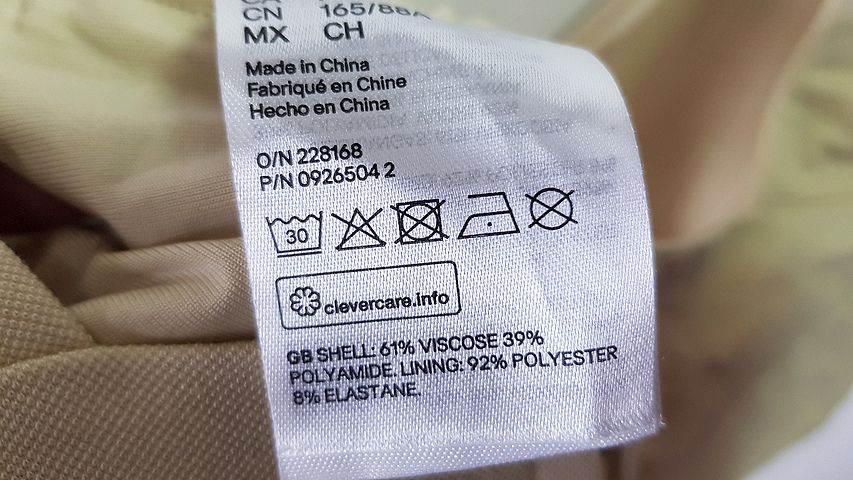 CN 165/88A
MX CH
Made in China
Fabriqué en Chine
Hecho en China
O/N 228168
P/N 0926504 2
30
clevercare.info
GB SHELL: 61% VISCOSE 39%
POLYAMIDE. LINING: 92% POLYESTER
8% ELASTANE.